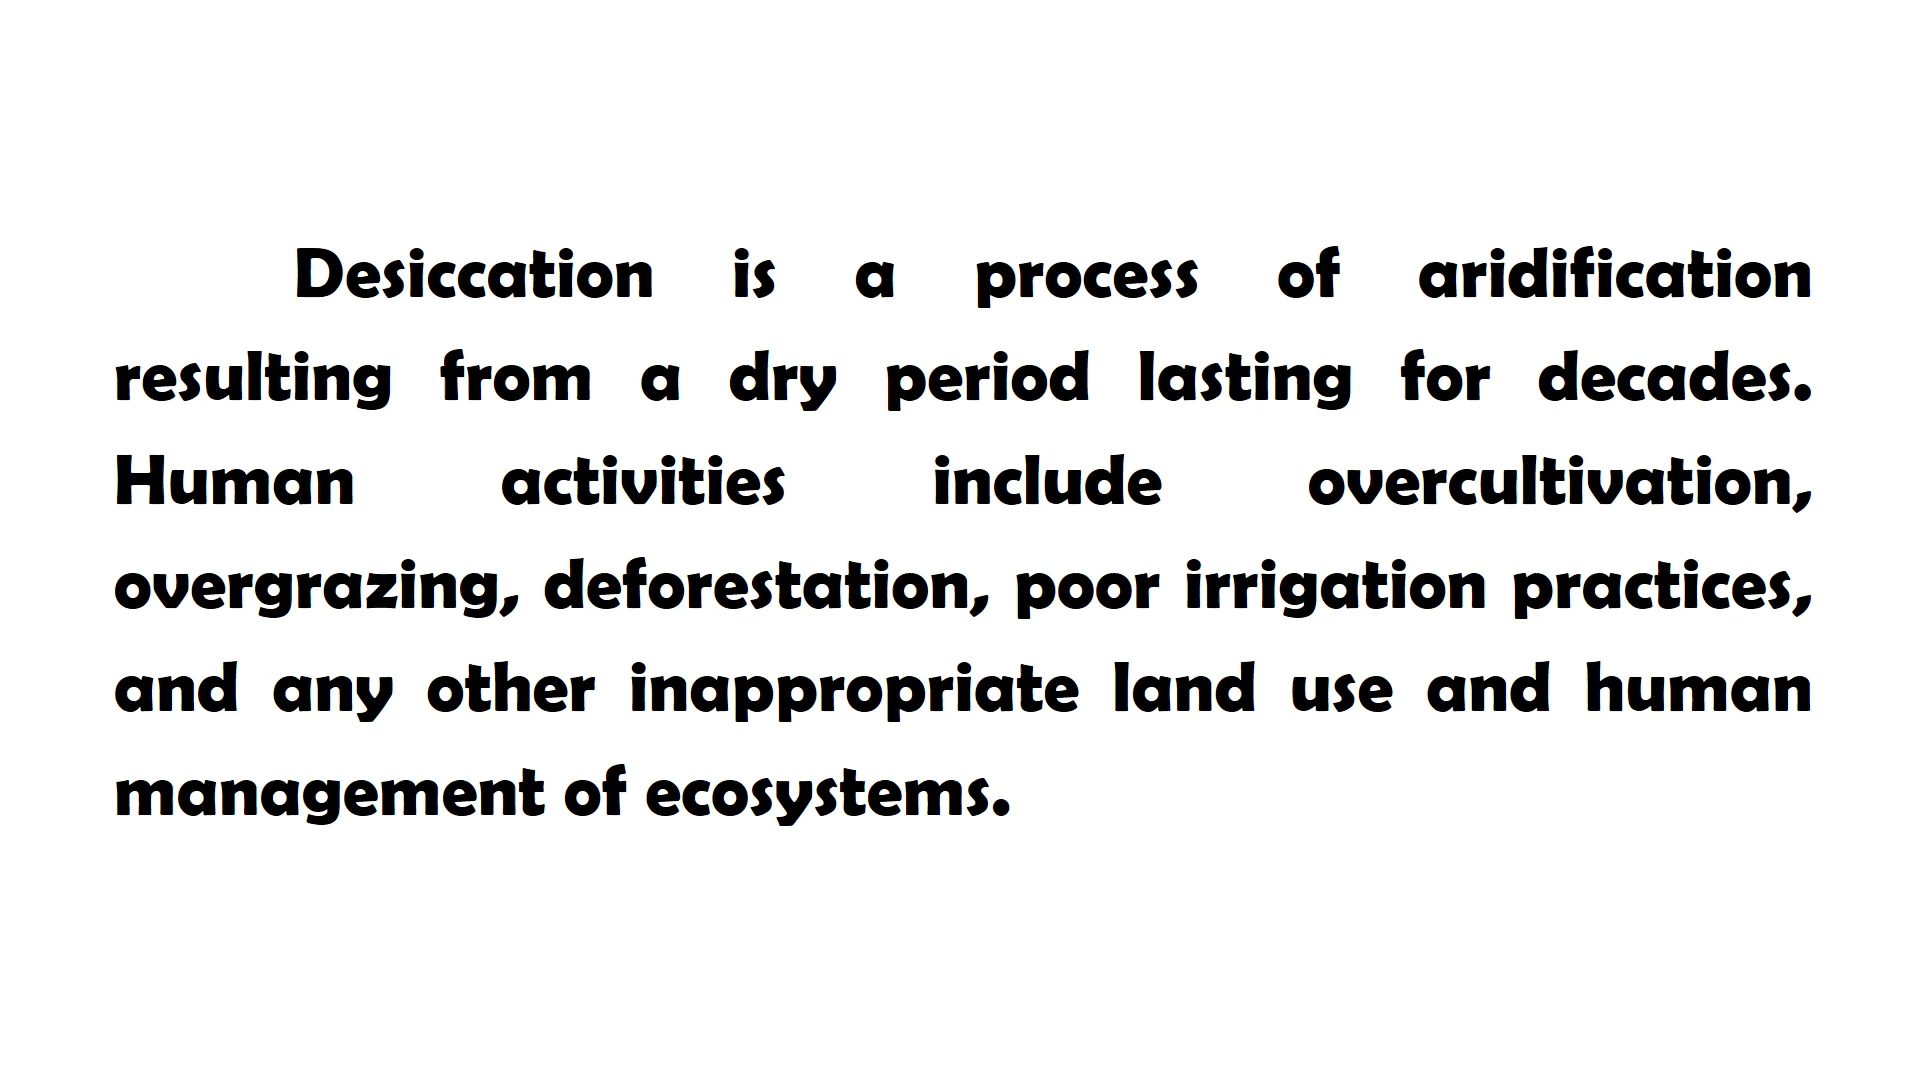 Desiccation is a process of aridification
resulting from a dry period lasting for decades.
Human activities include overcultivation,
overgrazing, deforestation, poor irrigation practices,
and any other inappropriate land use and human
management of ecosystems.